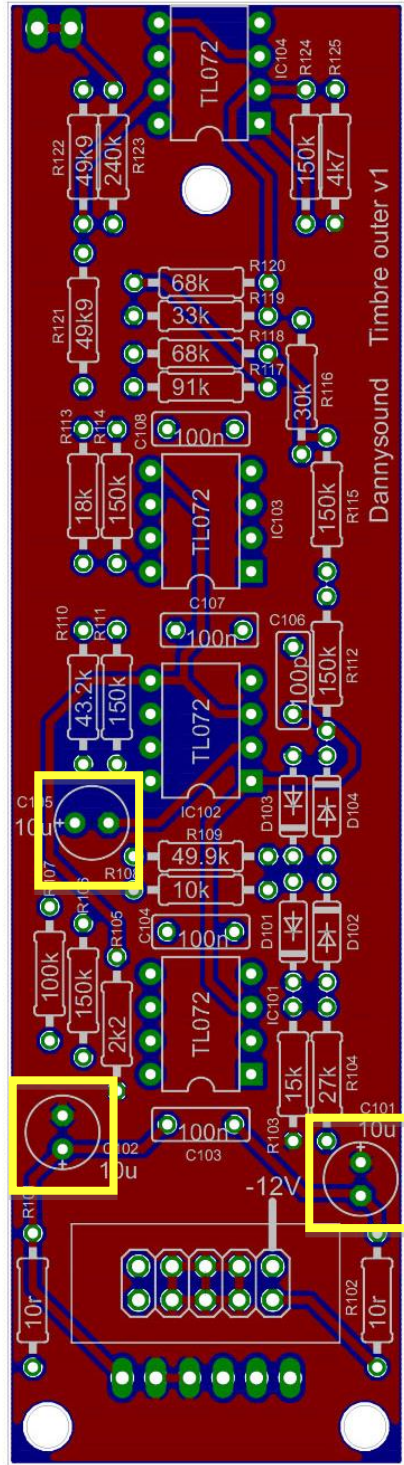 TL072
IC104
R124
R125
R122
49k9
240k
R123
150k
4k7
Timbre outer v1
Dannysound
R121
49k9
68k
R120
33k
R119
68k
R118
91k
R117
30k
R116
R113
R114
C108
100n
18k
150k
TL072
IC103
150k
R115
C107
100n
C106
100p
R110
R111
43.2k
150k
TL072
IC102
150k
R112
C105
10u
+
D103
D104
R109
49.9k
R108
10k
R107
R106
R105
C104
100n
D101
D102
100k
150k
2k2
TL072
IC101
15k
27k
R103
R104
C102
10u
+
100n
C103
C101
10u
-12V
10r
R102
10r